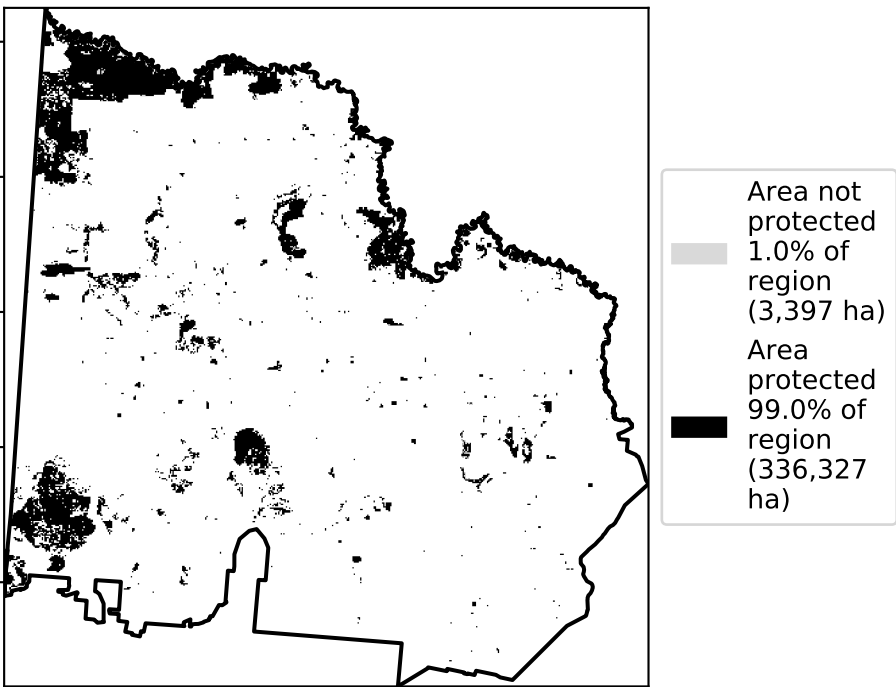 Area not
protected
1.0% of
region
(3,397 ha)
Area
protected
99.0% of
region
(336,327
ha)